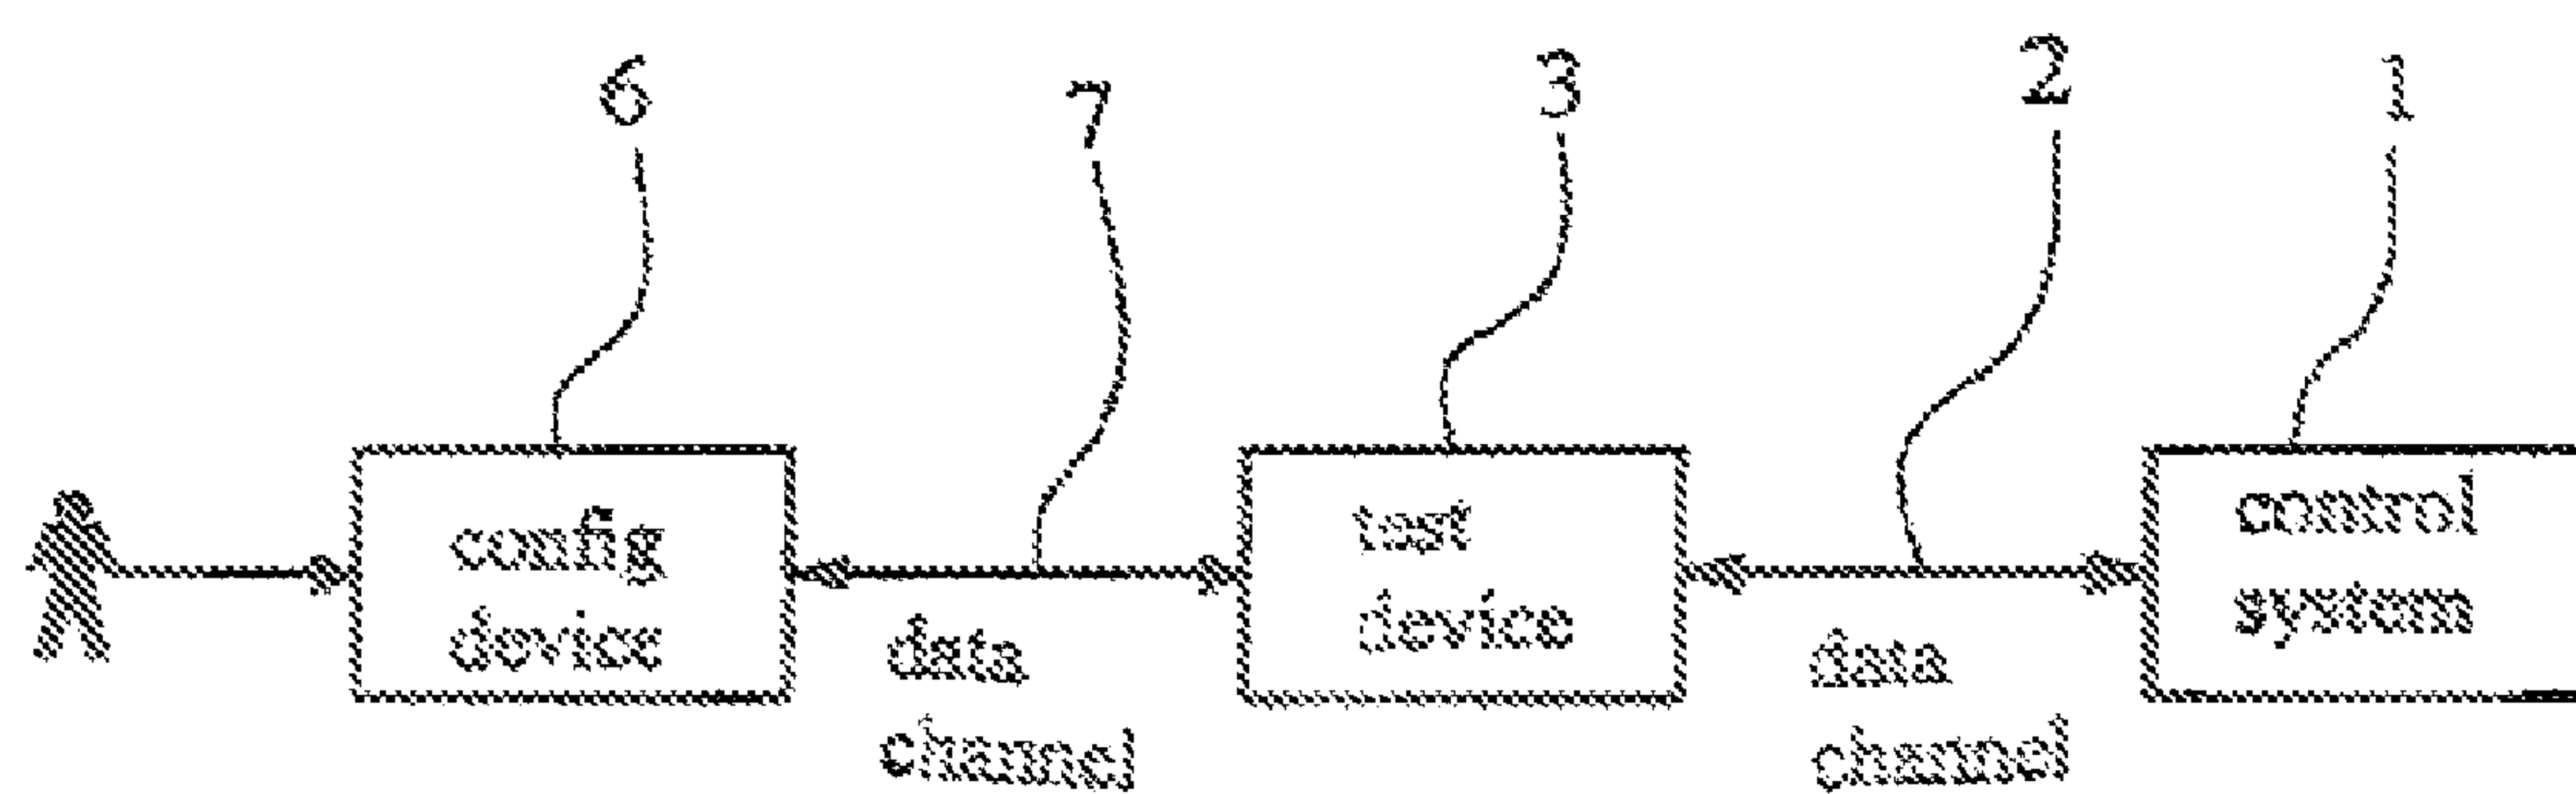 6
7
3
2
1
config
device
data
channel
test
device
data
channel
control
system